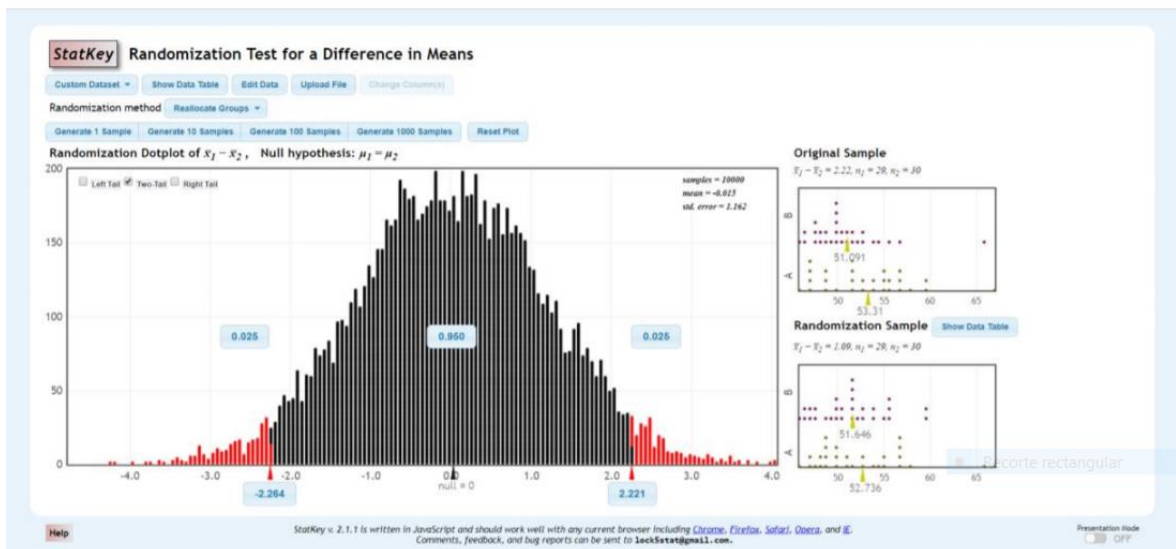 StatKey Randomization Test for a Difference in Means
Custom Dataset Show Data Table Edit Data Upload File Change Column(s)
Randomization method Reallocate Groups
Generate 1 Sample Generate 10 Samples Generate 100 Samples Generate 1000 Samples Reset Plot
Randomization Dotplot of x̄₁ − x̄₂ , Null hypothesis: μ₁ = μ₂
Left Tail Two-Tail Right Tail
samples = 10000
mean = -0.015
std. error = 1.162
200
150
100
50
0
0.025 0.950 0.025
-4.0 -3.0 -2.0 -1.0 0.0 1.0 2.0 3.0 4.0
null = 0
-2.264 2.221
Original Sample
x̄₁ − x̄₂ = 2.22, n₁ = 29, n₂ = 30
B
51.091
A
50 55 60 65
53.31
Randomization Sample Show Data Table
x̄₁ − x̄₂ = 1.09, n₁ = 29, n₂ = 30
B
51.646
A
Recorte rectangular
50 55 60 65
52.736
Help
StatKey v. 2.1.1 is written in JavaScript and should work well with any current browser including Chrome, Firefox, Safari, Opera, and IE.
Comments, feedback, and bug reports can be sent to lock5stat@gmail.com.
Presentation Mode
OFF